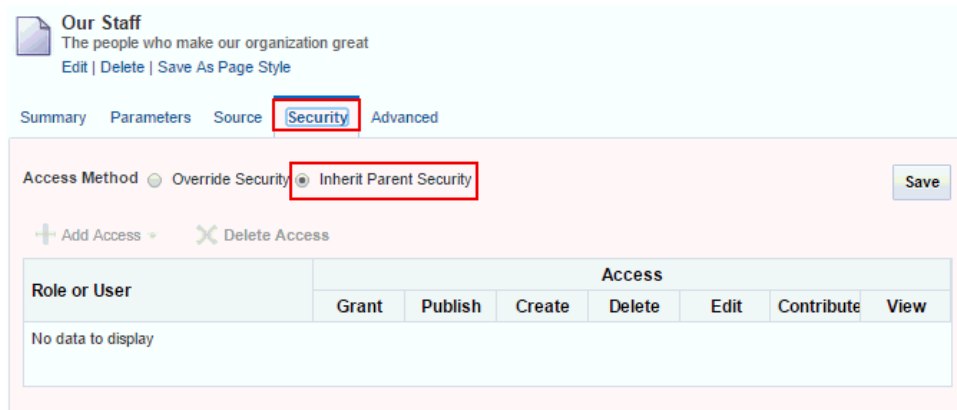 Our Staff
The people who make our organization great
Edit | Delete | Save As Page Style
Summary Parameters Source Security Advanced
Access Method Override Security Inherit Parent Security Save
Add Access Delete Access
Role or User Access
Grant Publish Create Delete Edit Contribute View
No data to display